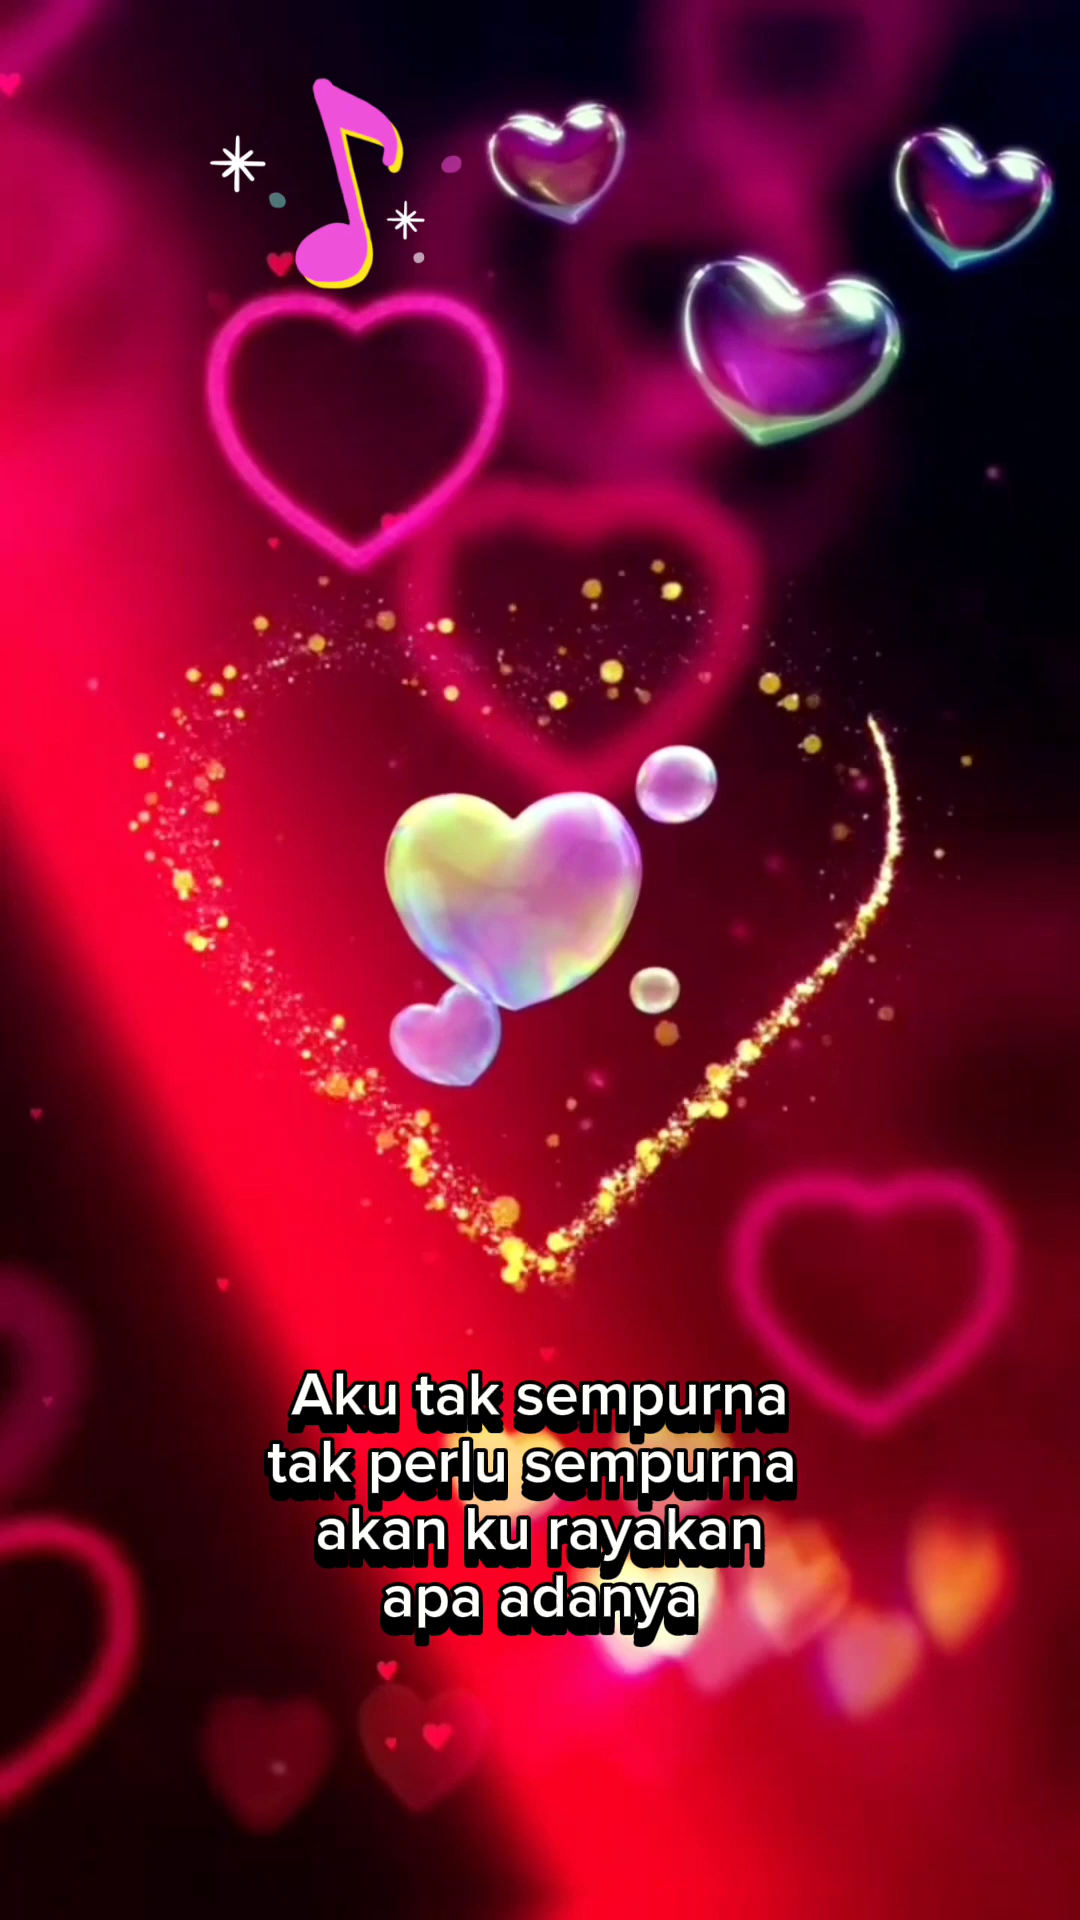 Aku tak sempurna
tak perlu sempurna
akan ku rayakan
apa adanya